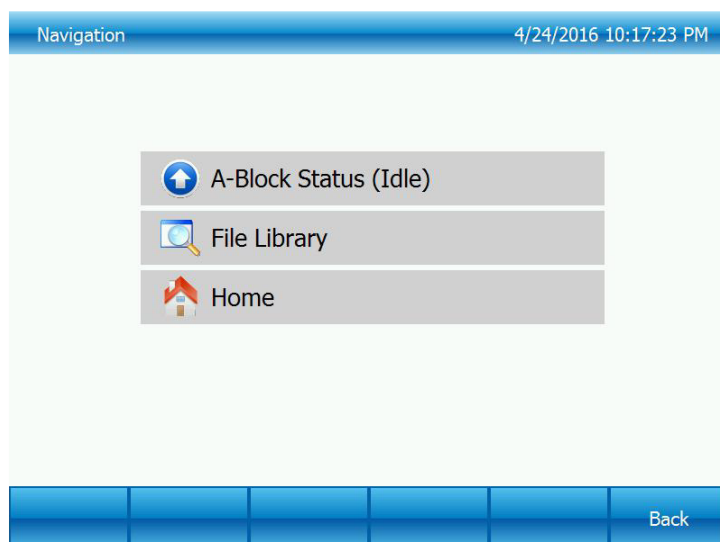 Navigation 4/24/2016 10:17:23 PM
A-Block Status (Idle)
File Library
Home
Back